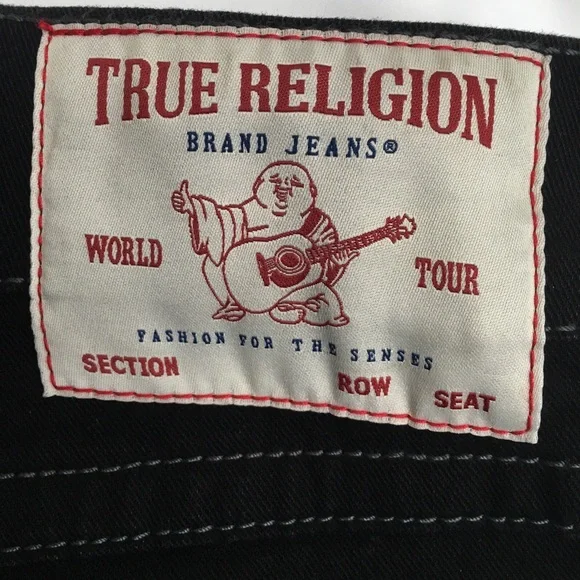 TRUE RELIGION
BRAND JEANS®
WORLD TOUR
FASHION FOR THE SENSES
SECTION ROW SEAT